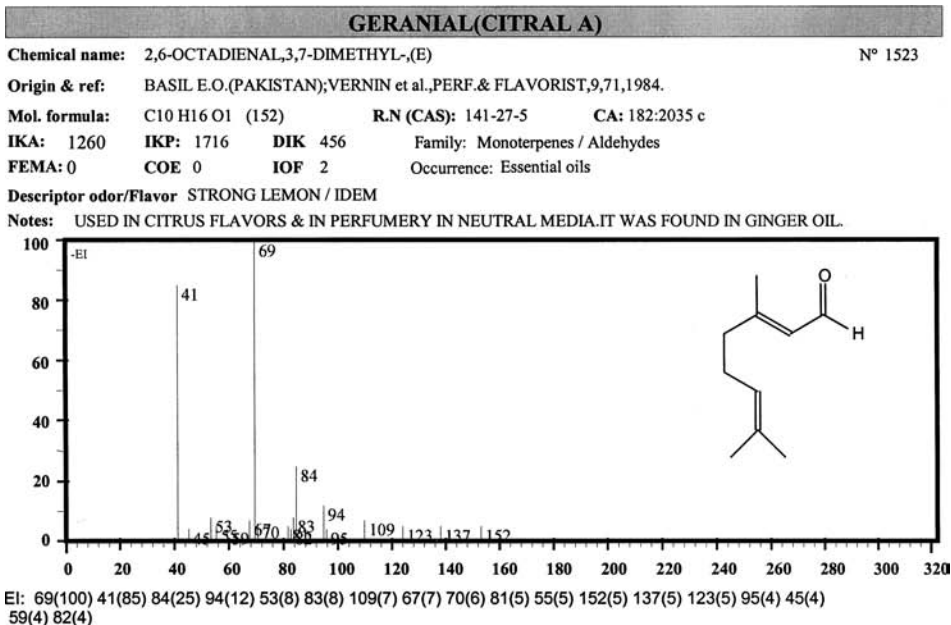 GERANIAL(CITRAL A)
Chemical name: 2,6-OCTADIENAL,3,7-DIMETHYL-,(E) N° 1523
Origin & ref: BASIL E.O.(PAKISTAN);VERNIN et al.,PERF.& FLAVORIST,9,71,1984.
Mol. formula: C10 H16 O1 (152) R.N (CAS): 141-27-5 CA: 182:2035 c
IKA: 1260 IKP: 1716 DIK 456 Family: Monoterpenes / Aldehydes
FEMA: 0 COE 0 IOF 2 Occurrence: Essential oils
Descriptor odor/Flavor STRONG LEMON / IDEM
Notes: USED IN CITRUS FLAVORS & IN PERFUMERY IN NEUTRAL MEDIA.IT WAS FOUND IN GINGER OIL.
100
-EI
69
O
41
80
H
60
40
84
20
94
53 67 70 83 109 123 137 152
45 55 59 95
0
0 20 40 60 80 100 120 140 160 180 200 220 240 260 280 300 320
EI: 69(100) 41(85) 84(25) 94(12) 53(8) 83(8) 109(7) 67(7) 70(6) 81(5) 55(5) 152(5) 137(5) 123(5) 95(4) 45(4)
59(4) 82(4)